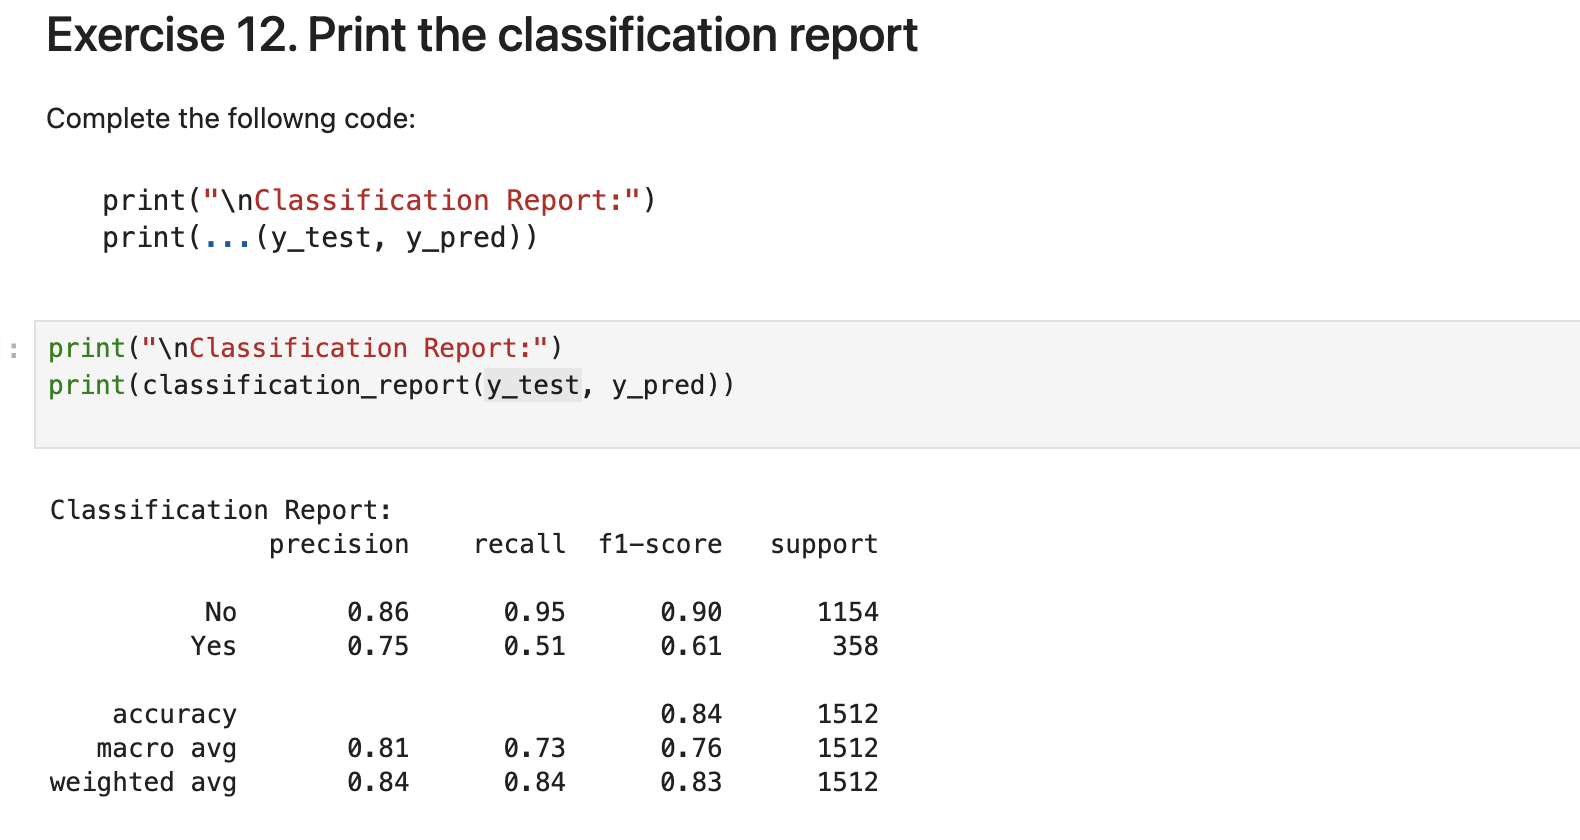 Exercise 12. Print the classification report
Complete the followng code:
print("\nClassification Report:")
print(...(y_test, y_pred))
:
print("\nClassification Report:")
print(classification_report(y_test, y_pred))
Classification Report:
precision recall f1-score support
No 0.86 0.95 0.90 1154
Yes 0.75 0.51 0.61 358
accuracy 0.84 1512
macro avg 0.81 0.73 0.76 1512
weighted avg 0.84 0.84 0.83 1512